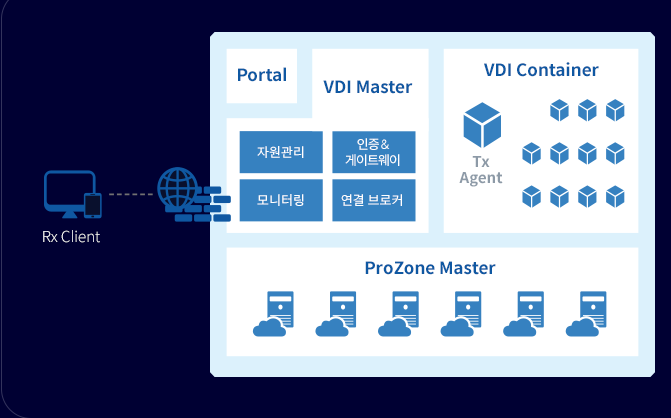 Portal
VDI Master
자원관리
인증&
게이트웨이
모니터링
연결 브로커
VDI Container
Tx
Agent
Rx Client
ProZone Master